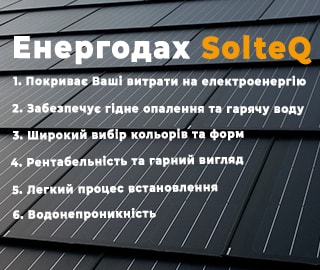 Енергодах SolteQ
1. Покриває Ваші витрати на електроенергію
2. Забезпечує гідне опалення та гарячу воду
3. Широкий вибір кольорів та форм
4. Рентабельність та гарний вигляд
5. Легкий процес встановлення
6. Водонепроникність